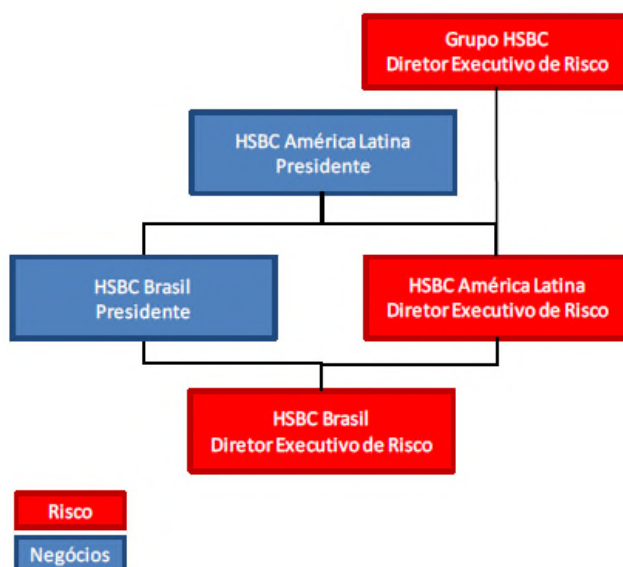 Grupo HSBC
Diretor Executivo de Risco
HSBC América Latina
Presidente
HSBC Brasil
Presidente
HSBC América Latina
Diretor Executivo de Risco
HSBC Brasil
Diretor Executivo de Risco
Risco
Negócios